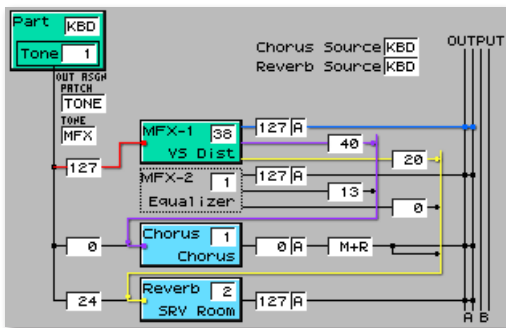 Part KBD
Tone 1
Chorus Source KBD
Reverb Source KBD
OUTPUT
OUT ASGN
PATCH
TONE
TONE
MFX
127
MFX-1 38
VS Dist
127 A
40
20
MFX-2 1
Equalizer
127 A
13
0
0
Chorus 1
Chorus
0 A
M+R
24
Reverb 2
SRV Room
127 A
A B